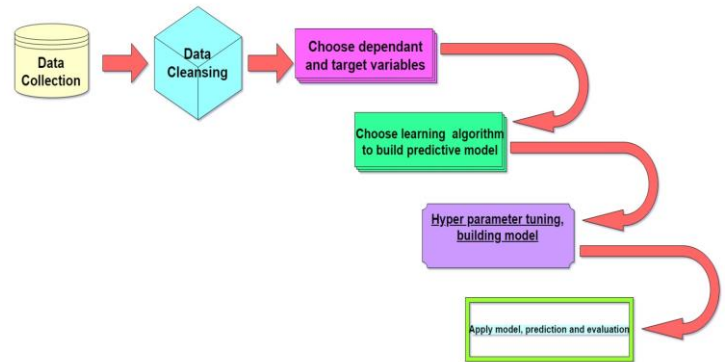 Data
Collection
Data
Cleansing
Choose dependant
and target variables
Choose learning algorithm
to build predictive model
Hyper parameter tuning,
building model
Apply model, prediction and evaluation